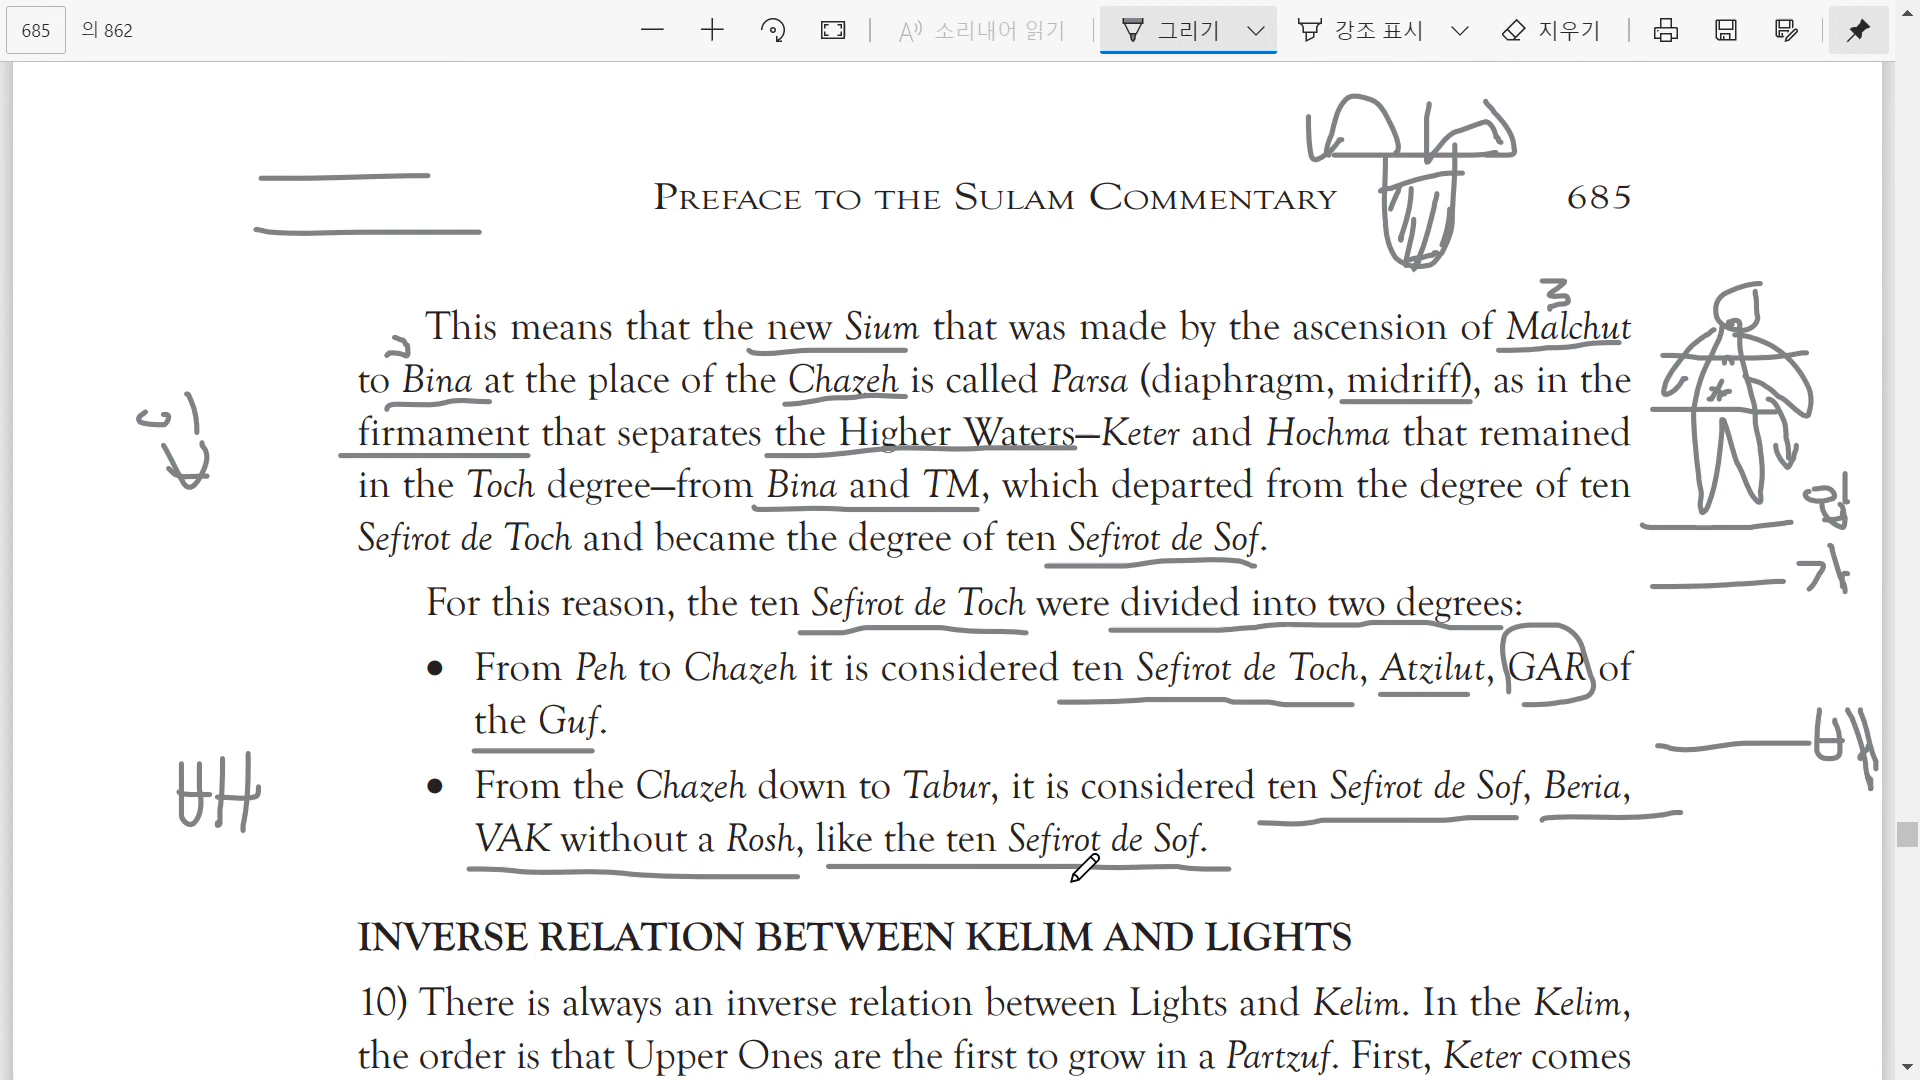 685 의 862 소리내어 읽기 그리기 강조 표시 지우기
PREFACE TO THE SULAM COMMENTARY 685
3
This means that the new Sium that was made by the ascension of Malchut
2
to Bina at the place of the Chazeh is called Parsa (diaphragm, midriff), as in the
firmament that separates the Higher Waters—Keter and Hochma that remained
in the Toch degree—from Bina and TM, which departed from the degree of ten
Sefirot de Toch and became the degree of ten Sefirot de Sof.
For this reason, the ten Sefirot de Toch were divided into two degrees:
가
• From Peh to Chazeh it is considered ten Sefirot de Toch, Atzilut, GAR of
the Guf.
• From the Chazeh down to Tabur, it is considered ten Sefirot de Sof, Beria,
VAK without a Rosh, like the ten Sefirot de Sof.
INVERSE RELATION BETWEEN KELIM AND LIGHTS
10) There is always an inverse relation between Lights and Kelim. In the Kelim,
the order is that Upper Ones are the first to grow in a Partzuf. First, Keter comes